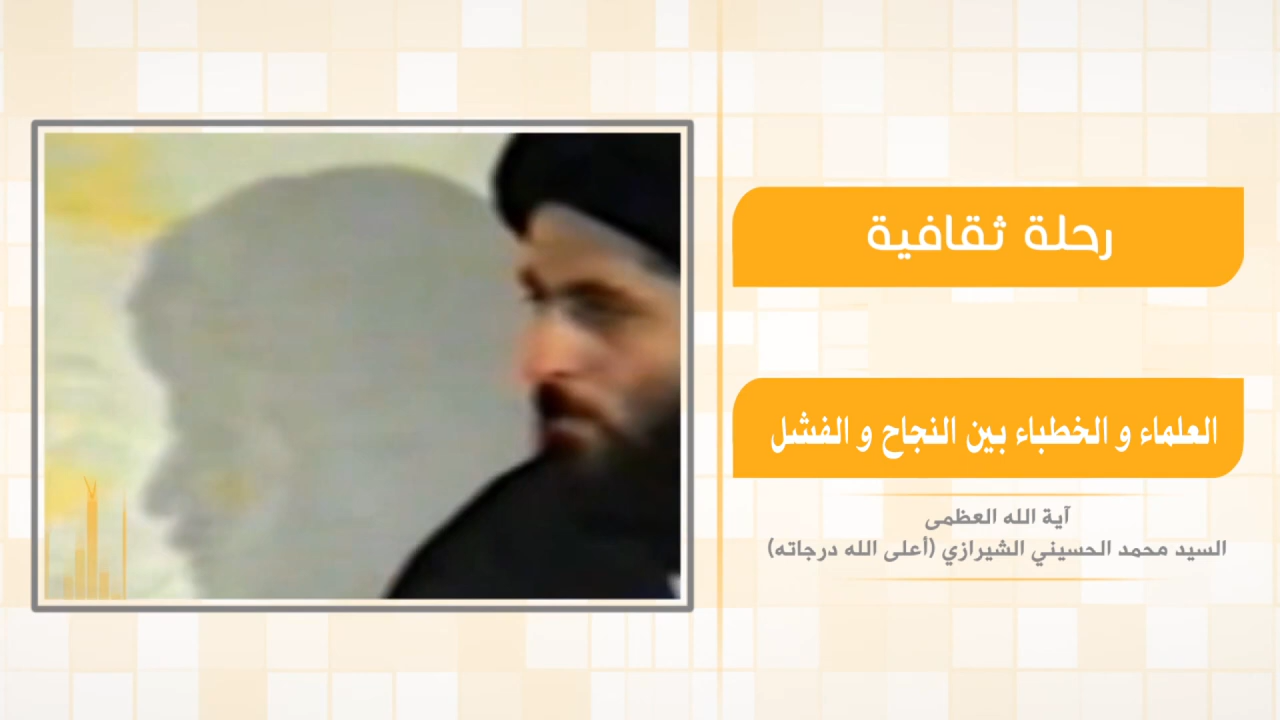 رحلة ثقافية
العلماء و الخطباء بين النجاح و الفشل
آية الله العظمى
السيد محمد الحسيني الشيرازي (أعلى الله درجاته)